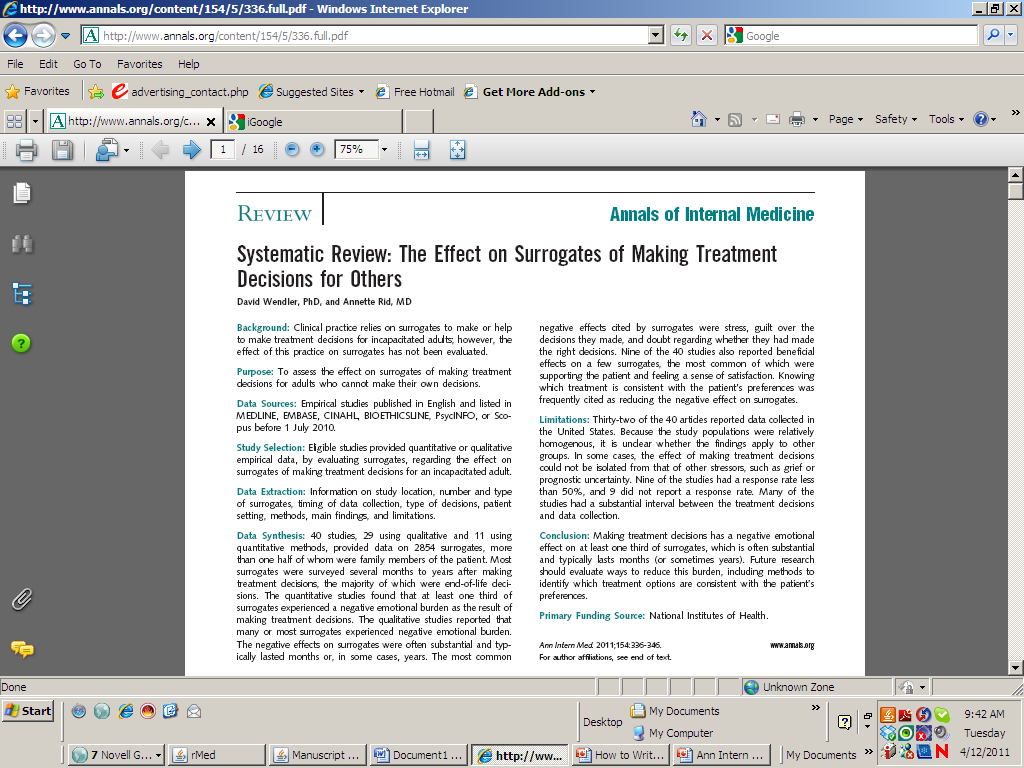 http://www.annals.org/content/154/5/336.full.pdf - Windows Internet Explorer
http://www.annals.org/content/154/5/336.full.pdf
Google
File Edit Go To Favorites Help
Favorites advertising_contact.php Suggested Sites Free Hotmail Get More Add-ons
http://www.annals.org/c... iGoogle Page Safety Tools
1 / 16 75%
REVIEW
Annals of Internal Medicine
Systematic Review: The Effect on Surrogates of Making Treatment
Decisions for Others
David Wendler, PhD, and Annette Rid, MD
Background: Clinical practice relies on surrogates to make or help
to make treatment decisions for incapacitated adults; however, the
effect of this practice on surrogates has not been evaluated.
Purpose: To assess the effect on surrogates of making treatment
decisions for adults who cannot make their own decisions.
Data Sources: Empirical studies published in English and listed in
MEDLINE, EMBASE, CINAHL, BIOETHICSLINE, PsycINFO, or Sco-
pus before 1 July 2010.
Study Selection: Eligible studies provided quantitative or qualitative
empirical data, by evaluating surrogates, regarding the effect on
surrogates of making treatment decisions for an incapacitated adult.
Data Extraction: Information on study location, number and type
of surrogates, timing of data collection, type of decisions, patient
setting, methods, main findings, and limitations.
Data Synthesis: 40 studies, 29 using qualitative and 11 using
quantitative methods, provided data on 2854 surrogates, more
than one half of whom were family members of the patient. Most
surrogates were surveyed several months to years after making
treatment decisions, the majority of which were end-of-life deci-
sions. The quantitative studies found that at least one third of
surrogates experienced a negative emotional burden as the result of
making treatment decisions. The qualitative studies reported that
many or most surrogates experienced negative emotional burden.
The negative effects on surrogates were often substantial and typ-
ically lasted months or, in some cases, years. The most common
negative effects cited by surrogates were stress, guilt over the
decisions they made, and doubt regarding whether they had made
the right decisions. Nine of the 40 studies also reported beneficial
effects on a few surrogates, the most common of which were
supporting the patient and feeling a sense of satisfaction. Knowing
which treatment is consistent with the patient's preferences was
frequently cited as reducing the negative effect on surrogates.
Limitations: Thirty-two of the 40 articles reported data collected in
the United States. Because the study populations were relatively
homogenous, it is unclear whether the findings apply to other
groups. In some cases, the effect of making treatment decisions
could not be isolated from that of other stressors, such as grief or
prognostic uncertainty. Nine of the studies had a response rate less
than 50%, and 9 did not report a response rate. Many of the
studies had a substantial interval between the treatment decisions
and data collection.
Conclusion: Making treatment decisions has a negative emotional
effect on at least one third of surrogates, which is often substantial
and typically lasts months (or sometimes years). Future research
should evaluate ways to reduce this burden, including methods to
identify which treatment options are consistent with the patient's
preferences.
Primary Funding Source: National Institutes of Health.
Ann Intern Med. 2011;154:336-346. www.annals.org
For author affiliations, see end of text.
Done Unknown Zone
Start Desktop My Documents
My Computer
7 Novell G... rMed Manuscript ... Document1 ... http://ww... How to Writ... Ann Intern ... My Documents
9:42 AM
Tuesday
4/12/2011